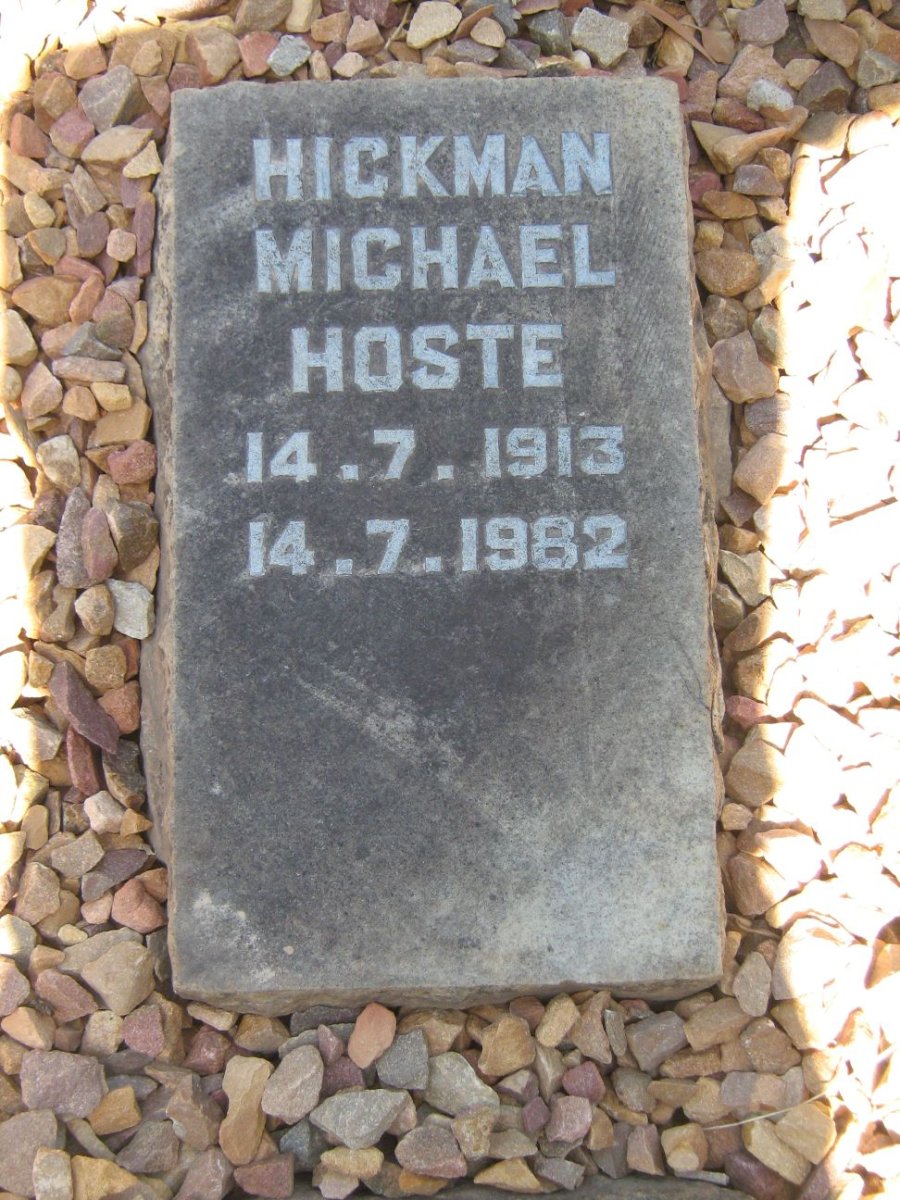 HICKMAN
MICHAEL
HOSTE
14.7.1913
14.7.1982